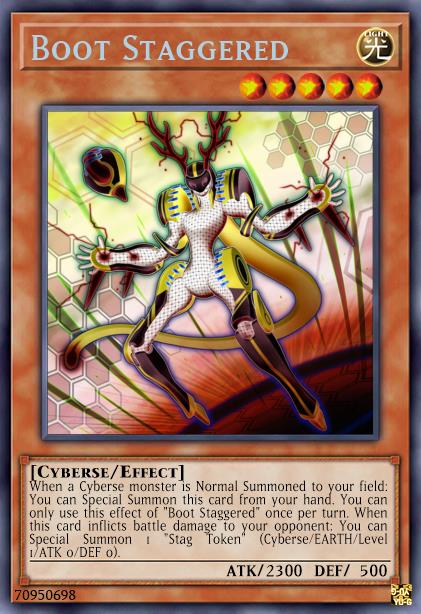 Boot Staggered
LIGHT
光
[Cyberse/Effect]
When a Cyberse monster is Normal Summoned to your field:
You can Special Summon this card from your hand. You can
only use this effect of "Boot Staggered" once per turn. When
this card inflicts battle damage to your opponent: You can
Special Summon 1 "Stag Token" (Cyberse/EARTH/Level
1/ATK 0/DEF 0).
ATK/2300 DEF/ 500
70950698